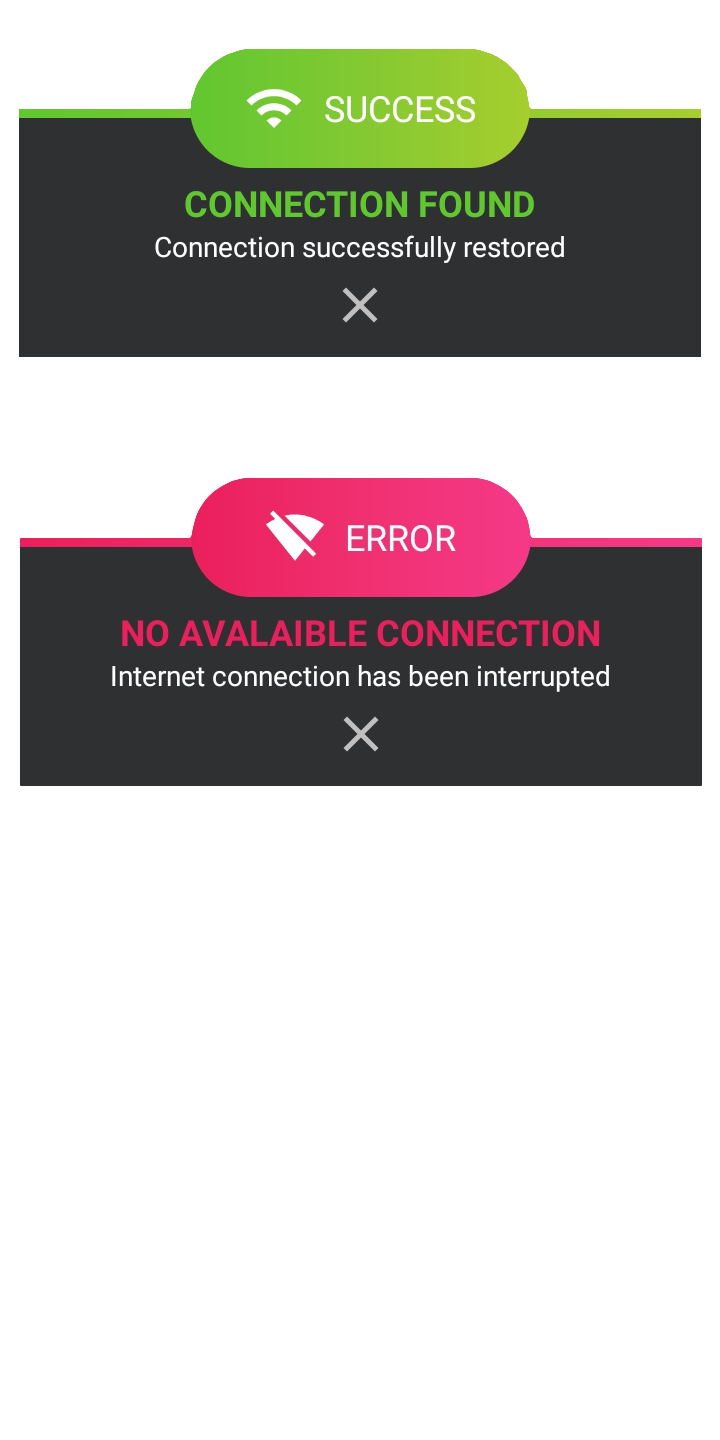 SUCCESS
CONNECTION FOUND
Connection successfully restored
ERROR
NO AVALAIBLE CONNECTION
Internet connection has been interrupted